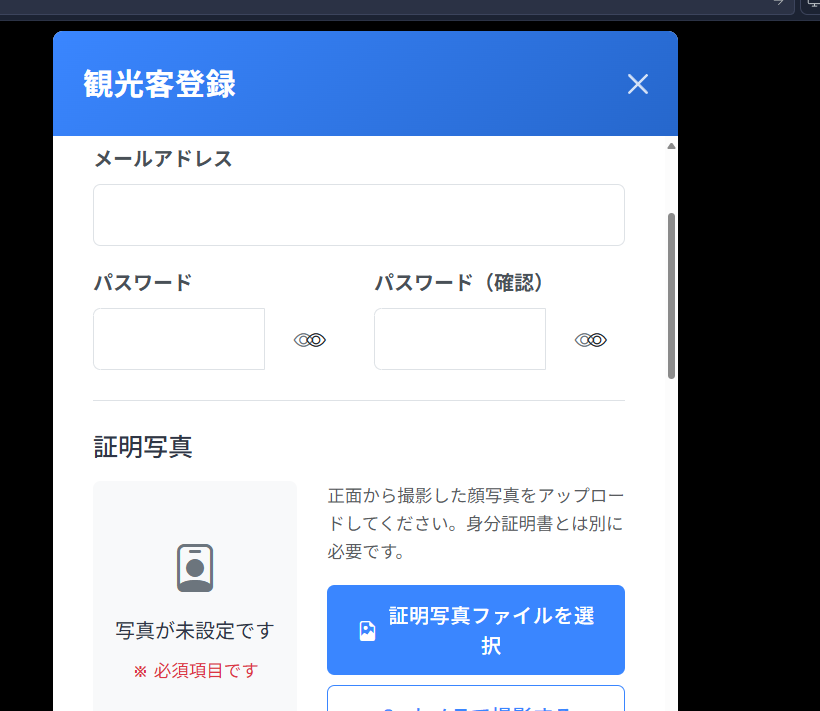 観光客登録
メールアドレス
パスワード
パスワード（確認）
証明写真
正面から撮影した顔写真をアップロー
ドしてください。身分証明書とは別に
必要です。
写真が未設定です
※ 必須項目です
証明写真ファイルを選
択